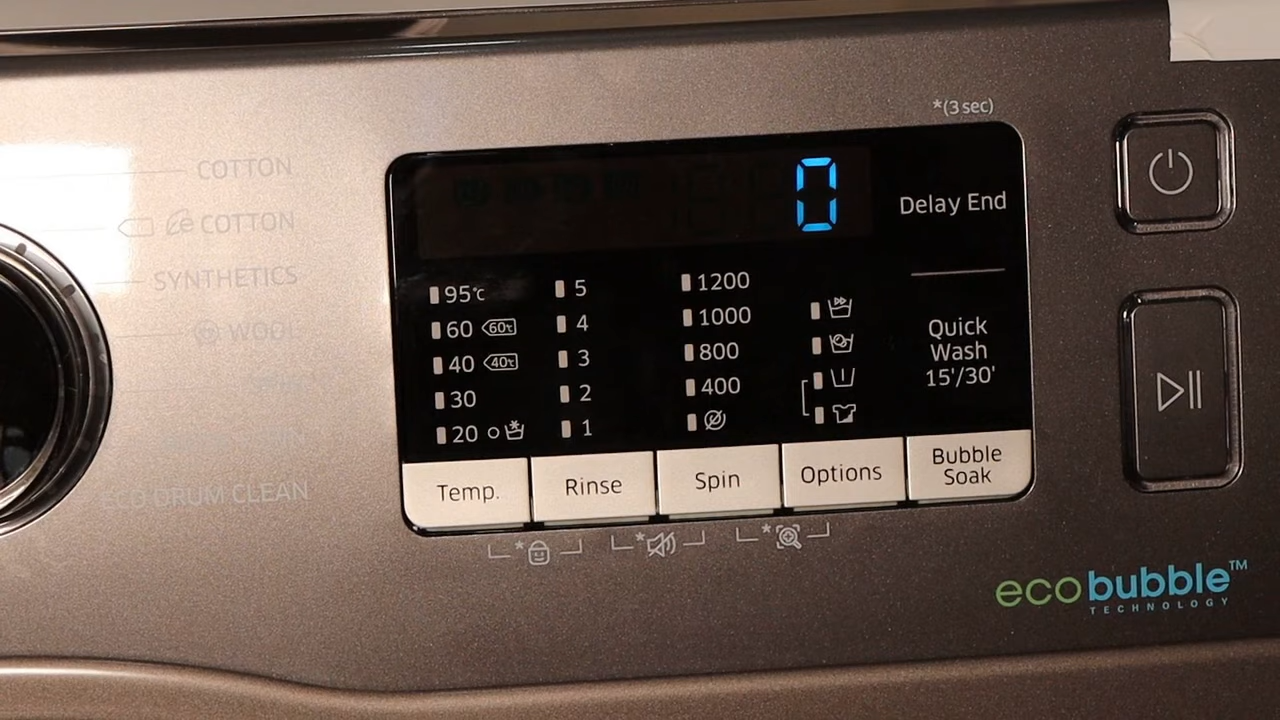 *(3 sec)
COTTON
COTTON
SYNTHETICS
WOOL
ECO DRUM CLEAN
0
Delay End
95℃ 5 1200
60 60℃ 4 1000
40 40℃ 3 800
30 2 400
20 1
Quick
Wash
15'/30'
Temp. Rinse Spin Options Bubble
Soak
* * *
ecobubble™
TECHNOLOGY